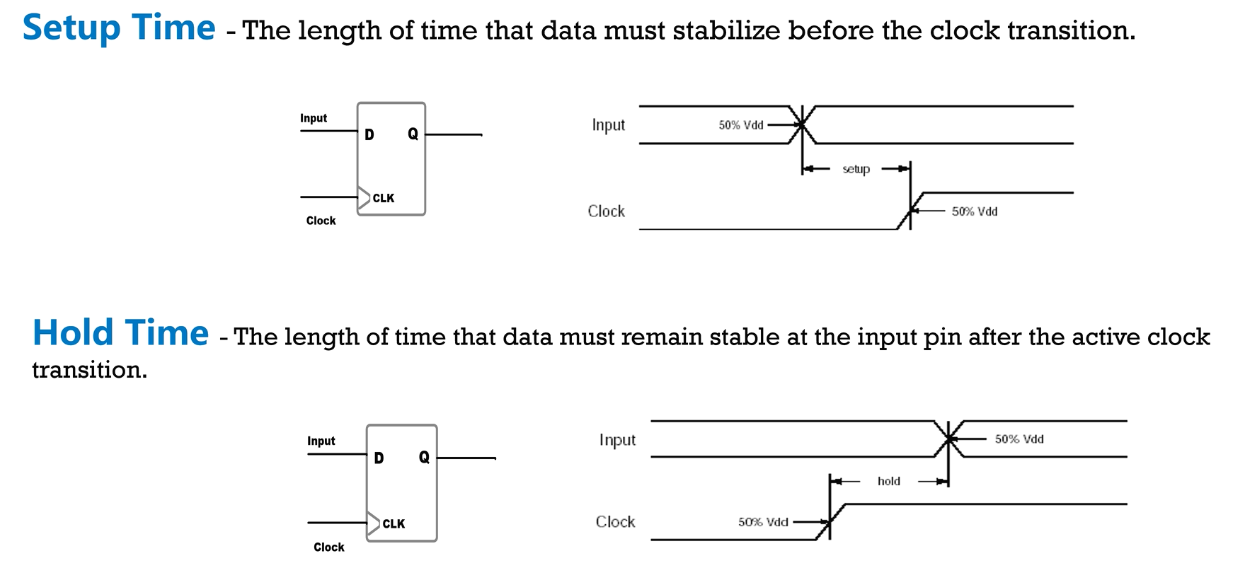 Setup Time - The length of time that data must stabilize before the clock transition.
Input
D Q
CLK
Clock
Input
50% Vdd
setup
Clock
50% Vdd
Hold Time - The length of time that data must remain stable at the input pin after the active clock
transition.
Input
D Q
CLK
Clock
Input
50% Vdd
hold
Clock
50% Vdd